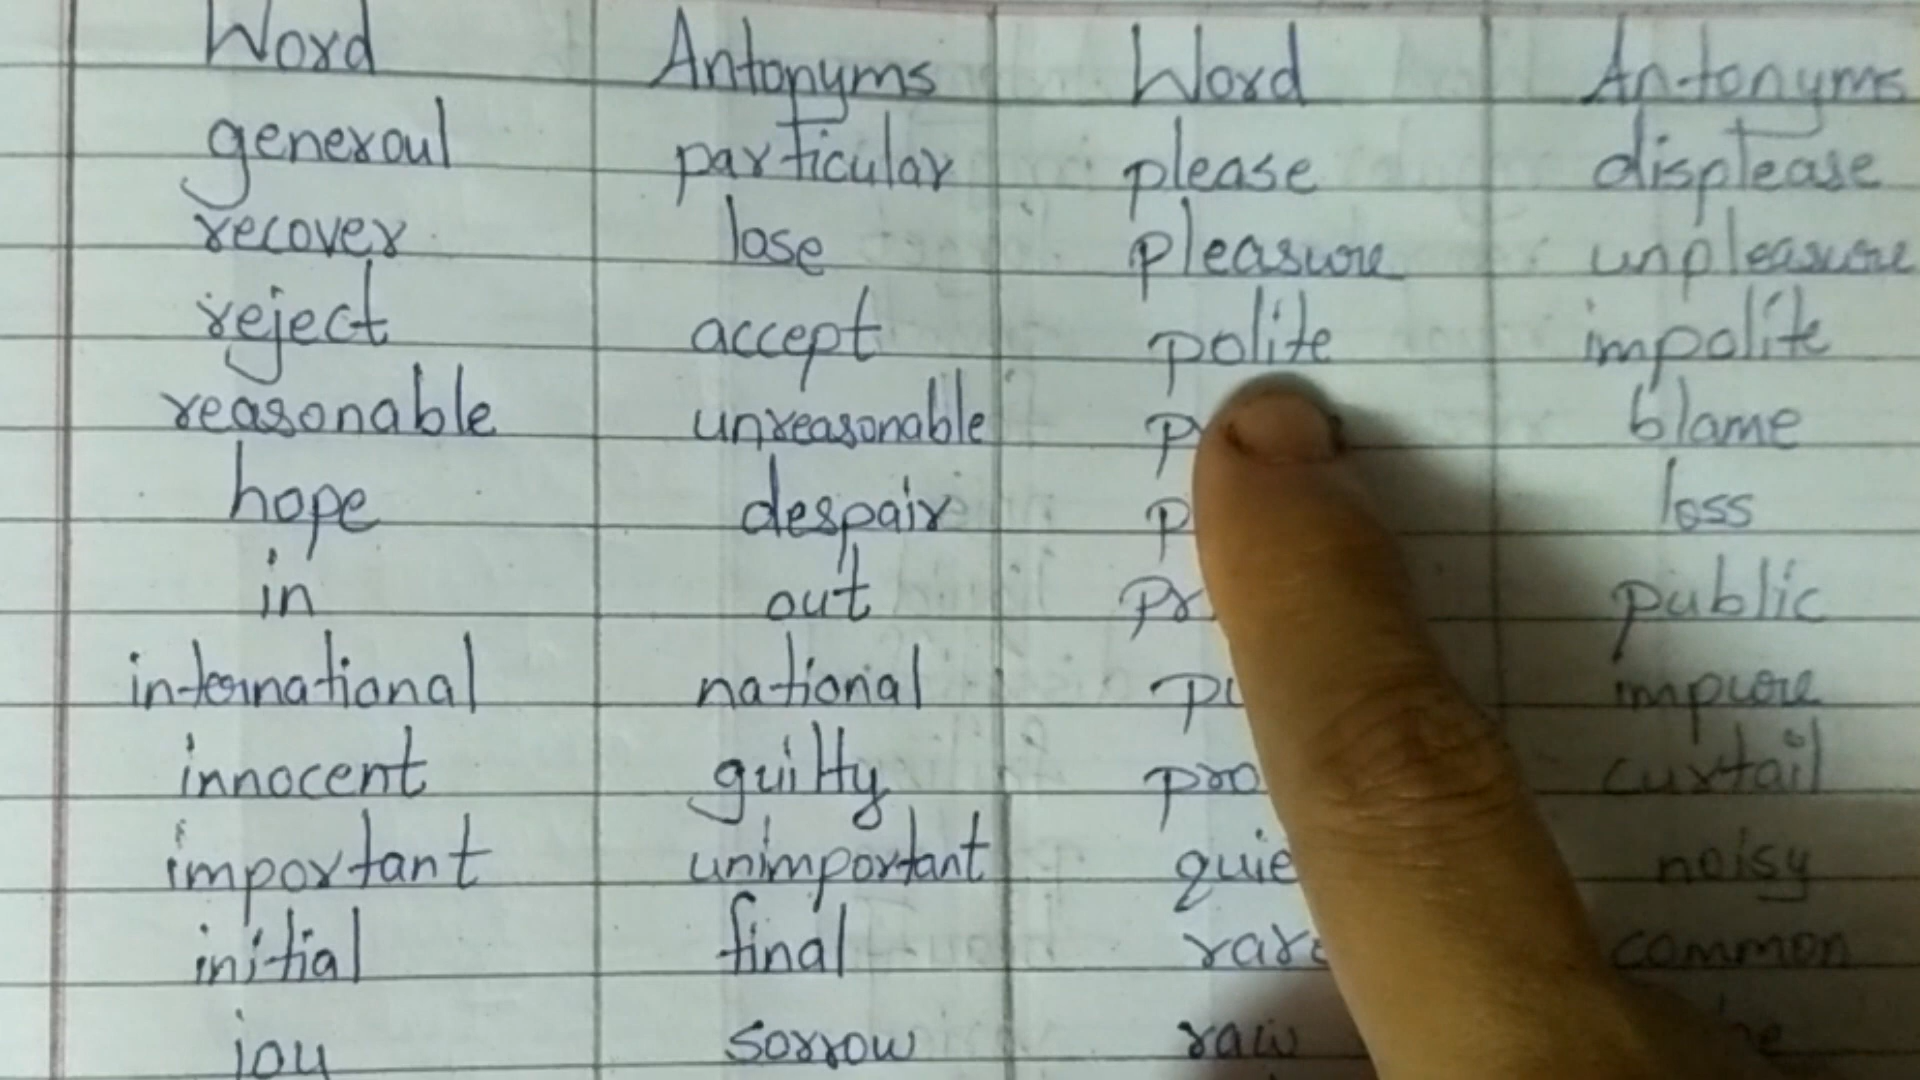 Word Antonyms Word Antonyms
generoul particular please displease
recover lose pleasure unpleasure
reject accept polite impolite
reasonable unreasonable blame
hope despair loss
in out public
international national impure
innocent guilty curtail
important unimportant noisy
initial final common
joy sorrow raw